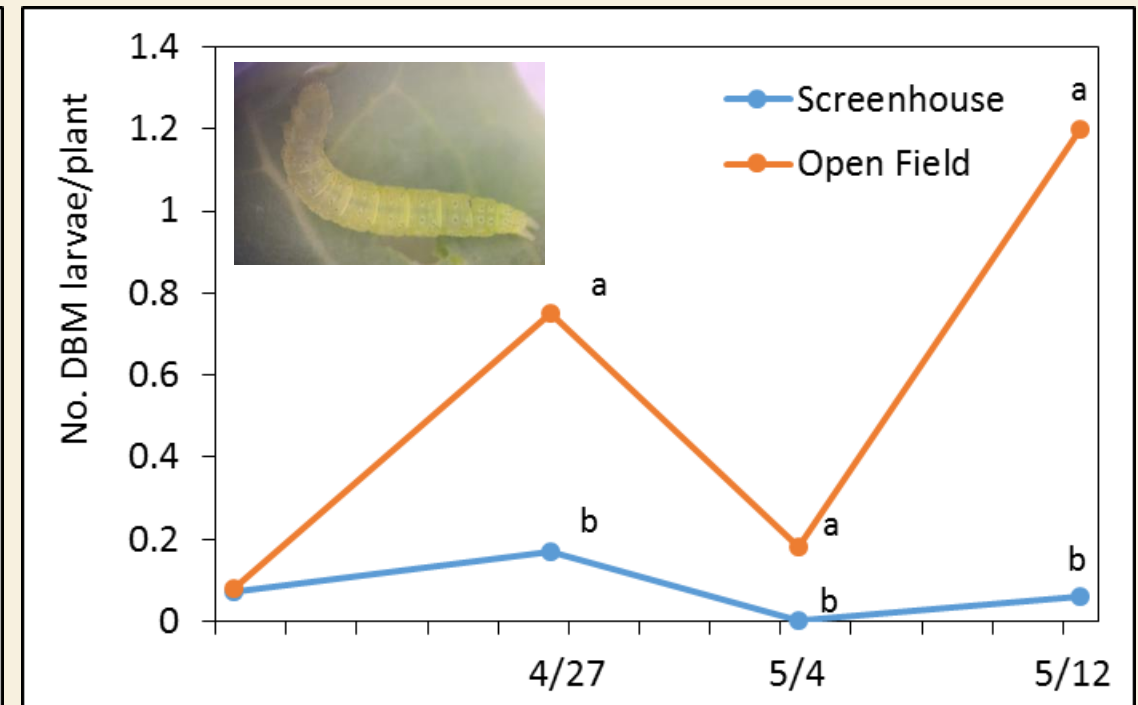 No. DBM larvae/plant
1.4
1.2
1
0.8
0.6
0.4
0.2
0
Screenhouse
Open Field
a
a
b
a
b
b
4/27
5/4
5/12